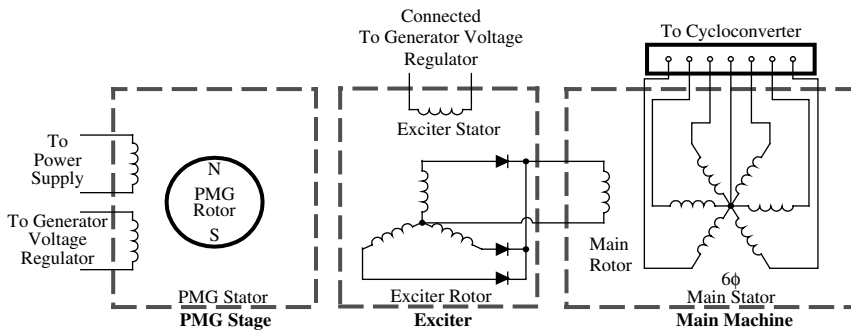 Connected
To Generator Voltage
Regulator
To Cycloconverter
Exciter Stator
To
Power
Supply
N
PMG
Rotor
S
To Generator
Voltage
Regulator
Main
Rotor
6ϕ
PMG Stator
Exciter Rotor
Main Stator
PMG Stage
Exciter
Main Machine